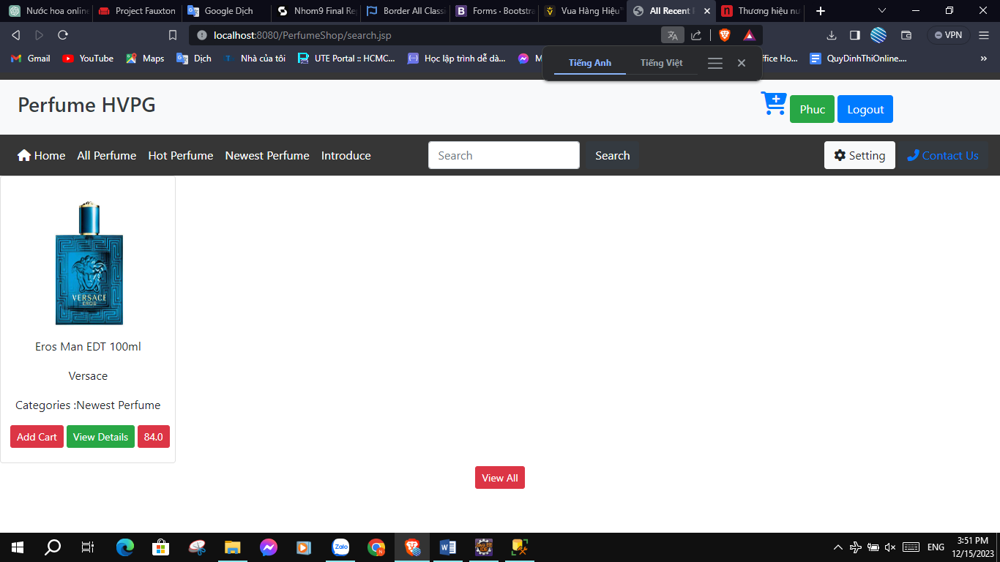 Nước hoa online
Project Fauxton
Google Dịch
Nhom9 Final Re
Border All Class
Forms · Bootstra
Vua Hàng Hiệu
All Recent
Thương hiệu nu
localhost:8080/PerfumeShop/search.jsp
VPN
Gmail
YouTube
Maps
Dịch
Nhà của tôi
UTE Portal :: HCMC...
Học lập trình dễ dà...
M
ffice Ho...
QuyDinhThiOnline....
Tiếng Anh
Tiếng Việt
Perfume HVPG
Phuc
Logout
Home
All Perfume
Hot Perfume
Newest Perfume
Introduce
Search
Search
Setting
Contact Us
VERSACE
EROS
Eros Man EDT 100ml
Versace
Categories :Newest Perfume
Add Cart
View Details
84.0
View All
Zalo
ENG
3:51 PM
12/15/2023